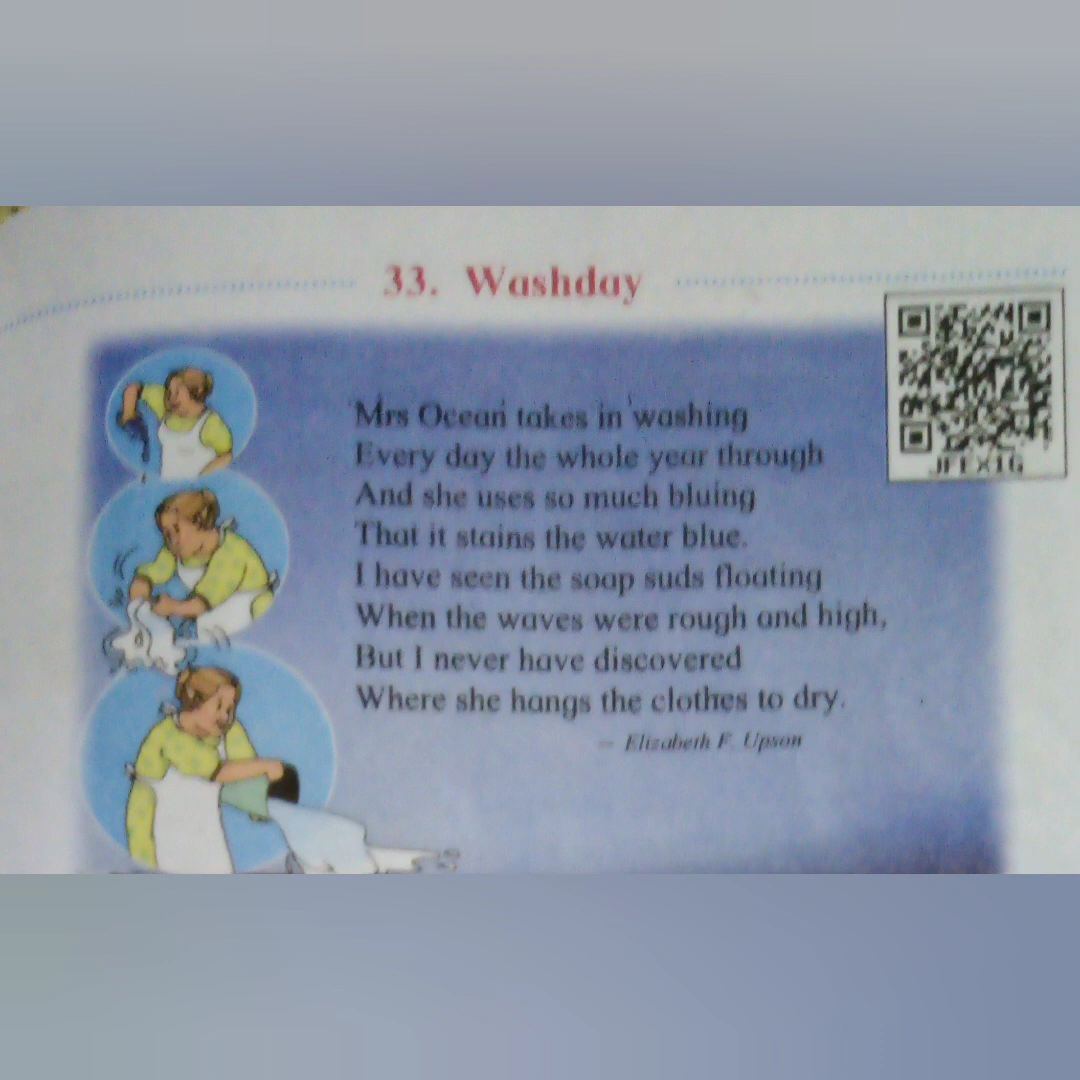 33. Washday
Mrs Ocean takes in washing
Every day the whole year through
And she uses so much bluing
That it stains the water blue.
I have seen the soap suds floating
When the waves were rough and high,
But I never have discovered
Where she hangs the clothes to dry.
– Elizabeth F. Upson